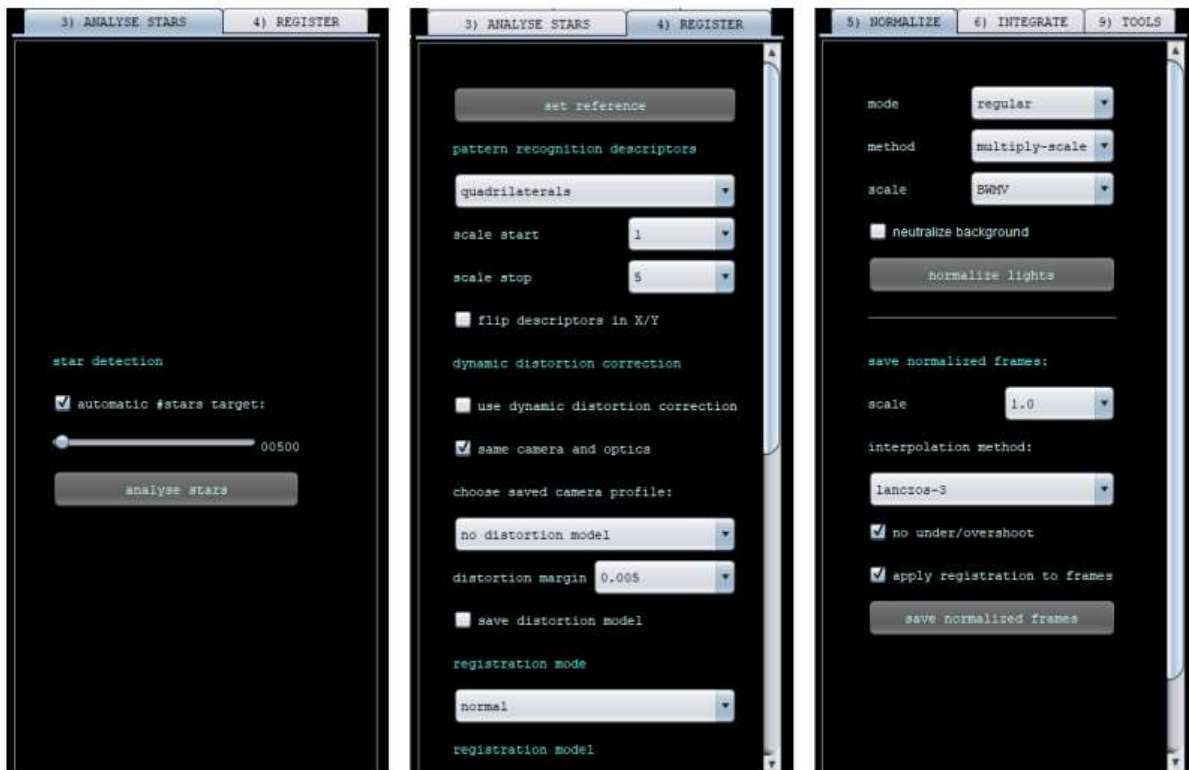 3) ANALYSE STARS 4) REGISTER
star detection
automatic #stars target:
00500
analyse stars
3) ANALYSE STARS 4) REGISTER
set reference
pattern recognition descriptors
quadrilaterals
scale start 1
scale stop 5
flip descriptors in X/Y
dynamic distortion correction
use dynamic distortion correction
same camera and optics
choose saved camera profile:
no distortion model
distortion margin 0.005
save distortion model
registration mode
normal
registration model
5) NORMALIZE 6) INTEGRATE 9) TOOLS
mode regular
method multiply-scale
scale BWMV
neutralize background
normalize lights
save normalized frames:
scale 1.0
interpolation method:
lanczos-3
no under/overshoot
apply registration to frames
save normalized frames